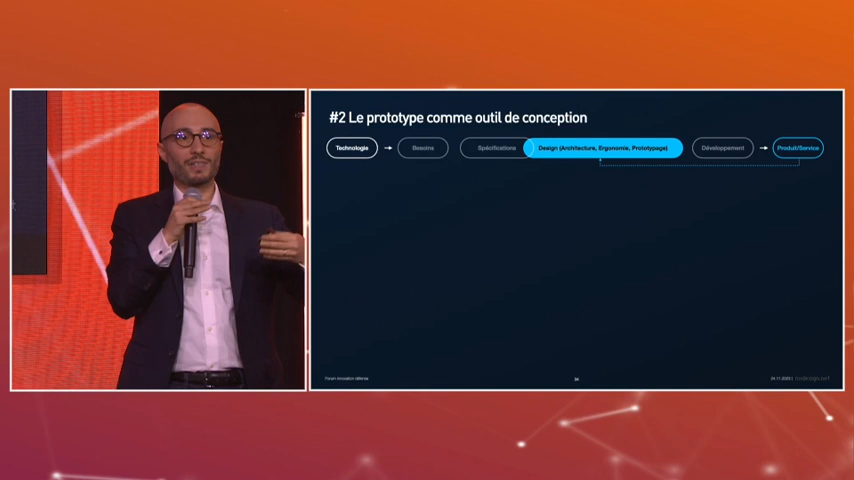 #2 Le prototype comme outil de conception
Technologie
Besoins
Spécifications
Design (Architecture, Ergonomie, Prototypage)
Développement
Produit/Service
Forum innovation défense
24.11.2020 |